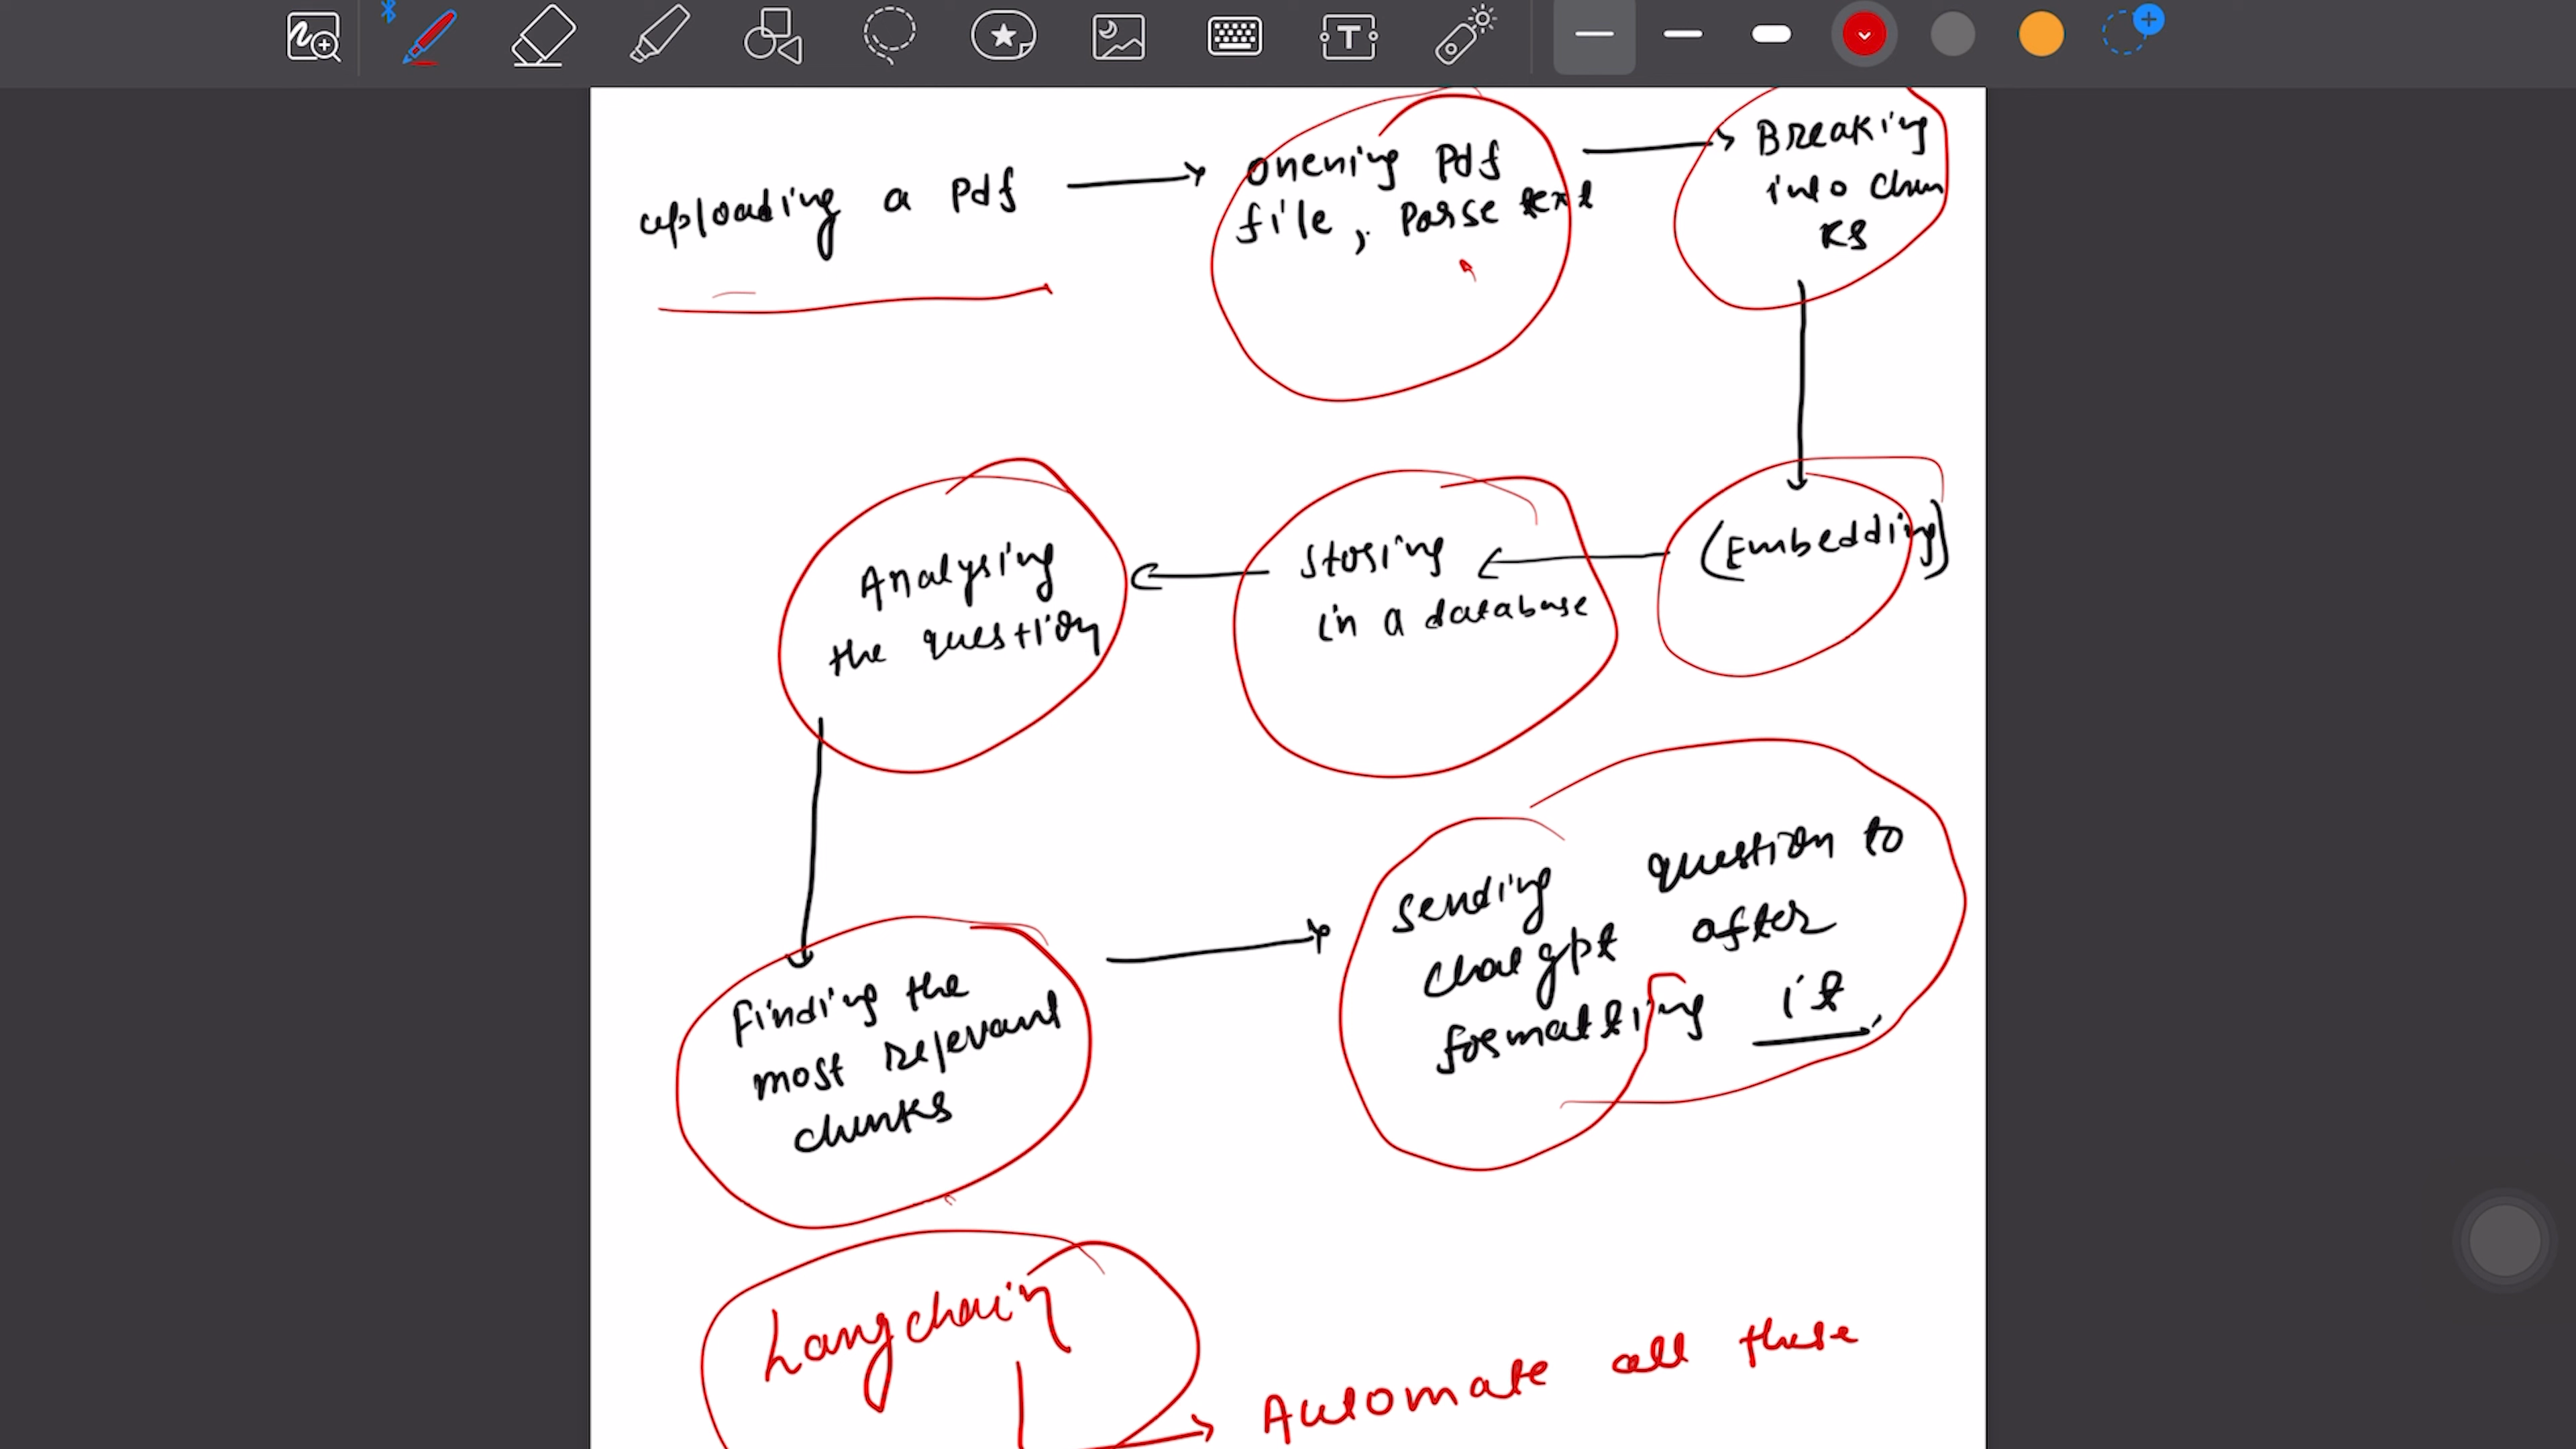 uploading a Pdf
opening Pdf
file, Parse text
Breaking
into chun
ks
(Embedding)
storing
in a database
Analysing
the question
finding the
most relevant
chunks
sending question to
chatgpt after
formatting it
Langchain
Automate all these